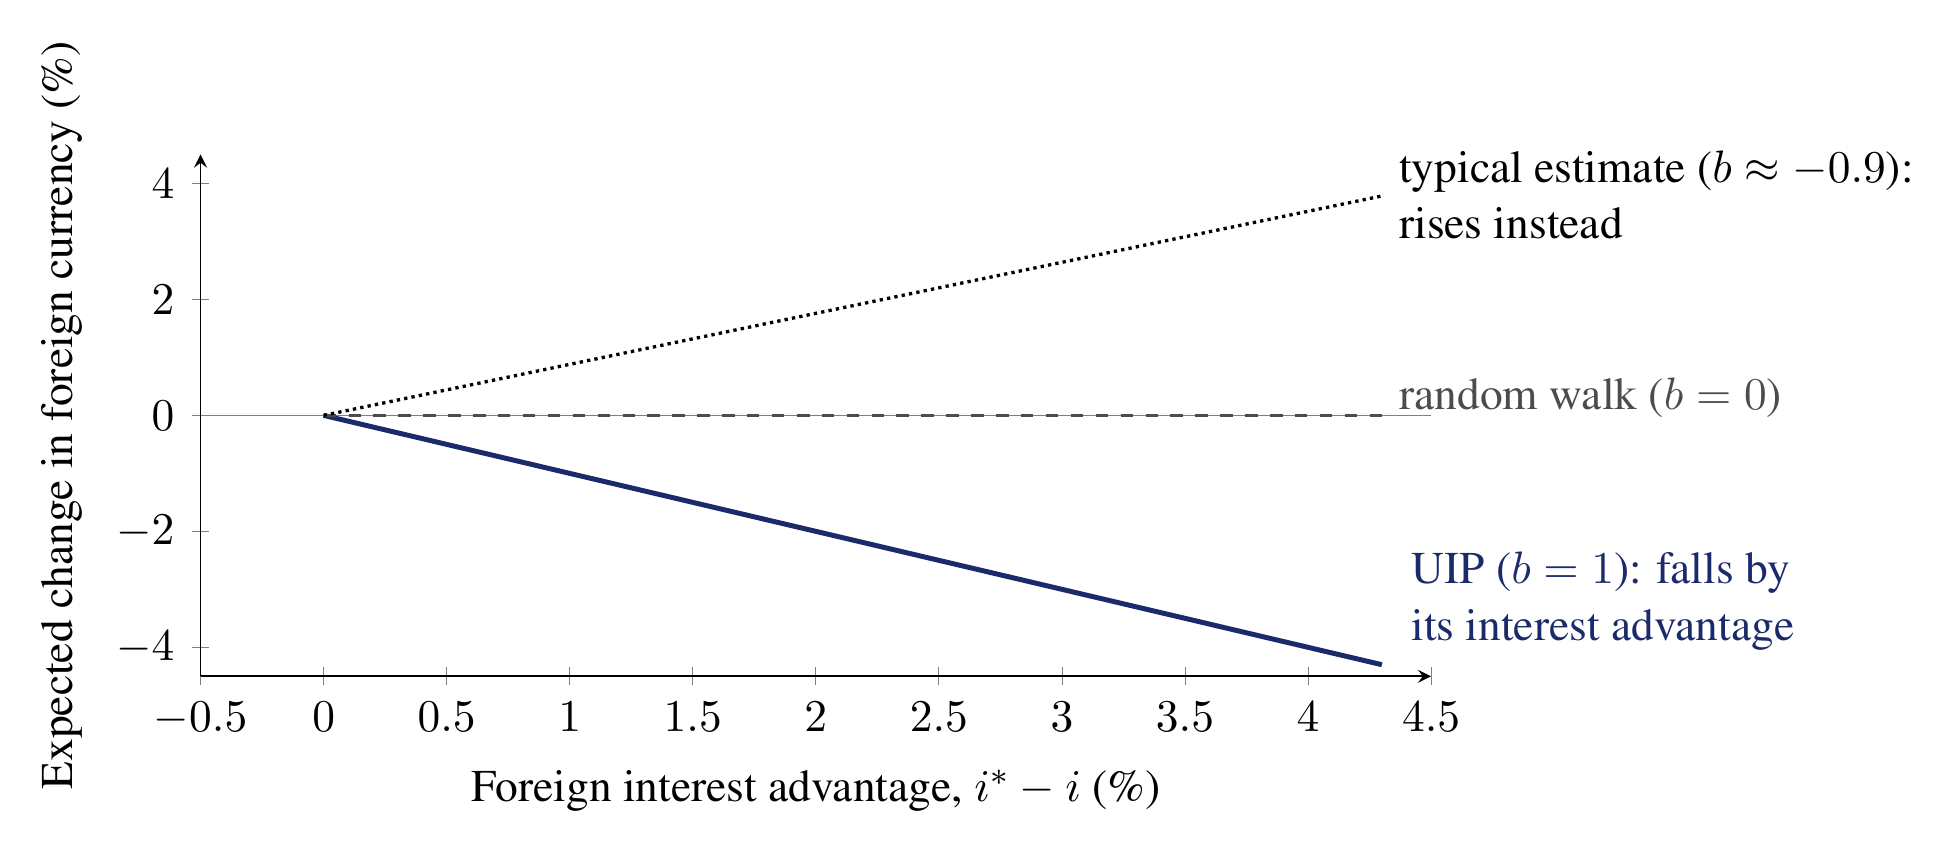 Expected change in foreign currency (%)
4
2
0
−2
−4
typical estimate (b ≈ −0.9):
rises instead
random walk (b = 0)
UIP (b = 1): falls by
its interest advantage
−0.5 0 0.5 1 1.5 2 2.5 3 3.5 4 4.5
Foreign interest advantage, i* − i (%)